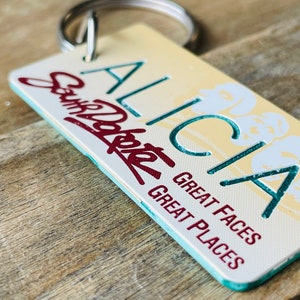 ALICIA
South Dakota
GREAT FACES
GREAT PLACES